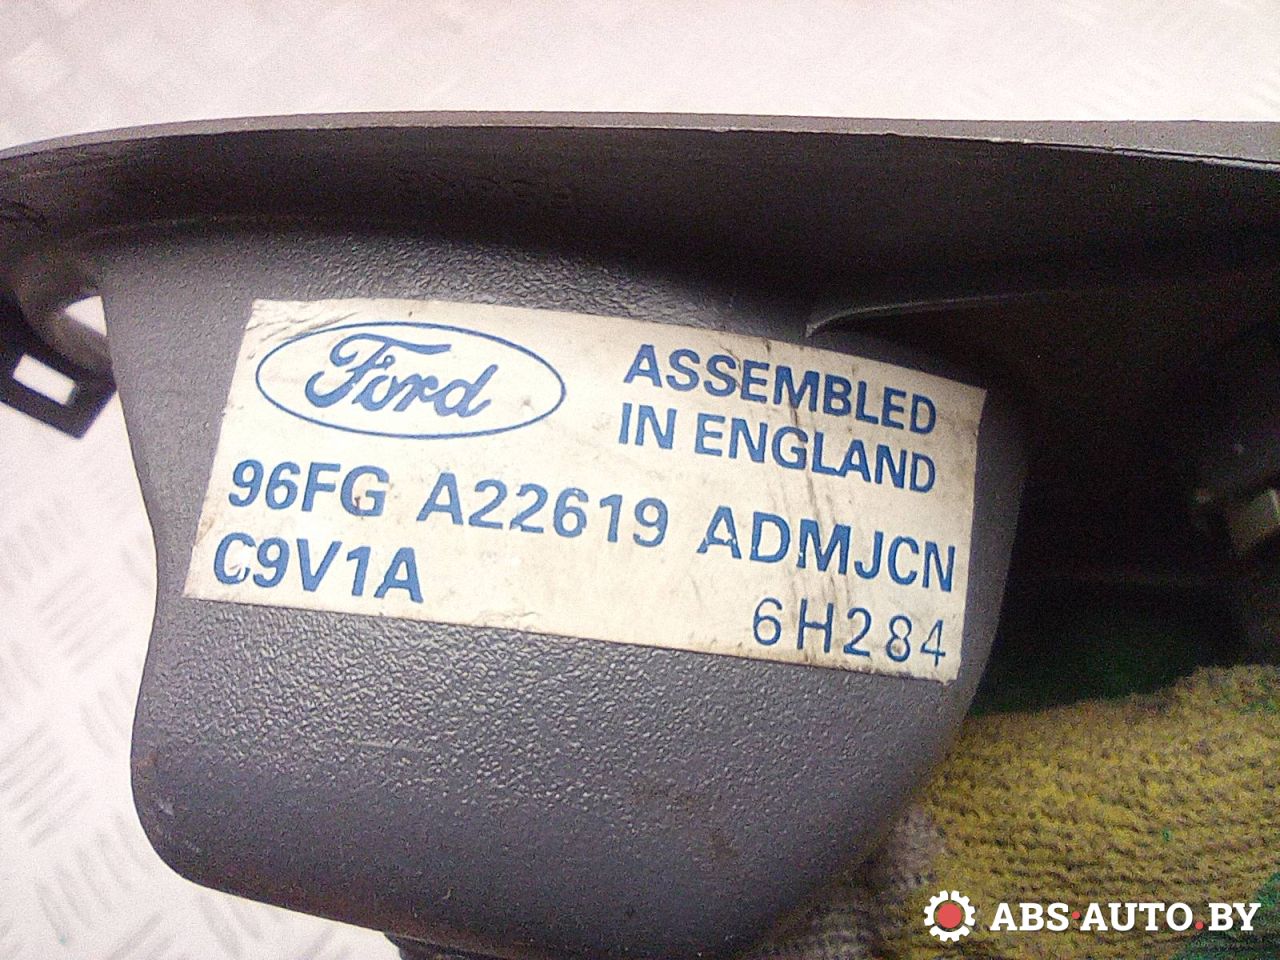 Ford
ASSEMBLED
IN ENGLAND
96FG A22619 ADMJCN
C9V1A
6H284
ABS-AUTO.BY